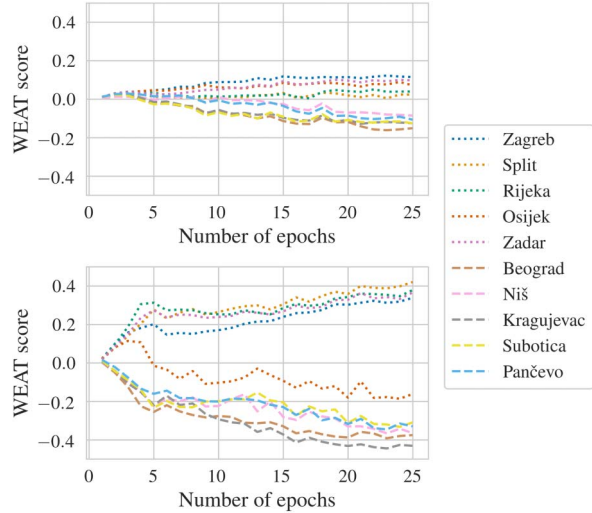 0.4
0.2
0.0
−0.2
−0.4
WEAT score
0 5 10 15 20 25
Number of epochs
0.4
0.2
0.0
−0.2
−0.4
WEAT score
0 5 10 15 20 25
Number of epochs
Zagreb
Split
Rijeka
Osijek
Zadar
Beograd
Niš
Kragujevac
Subotica
Pančevo